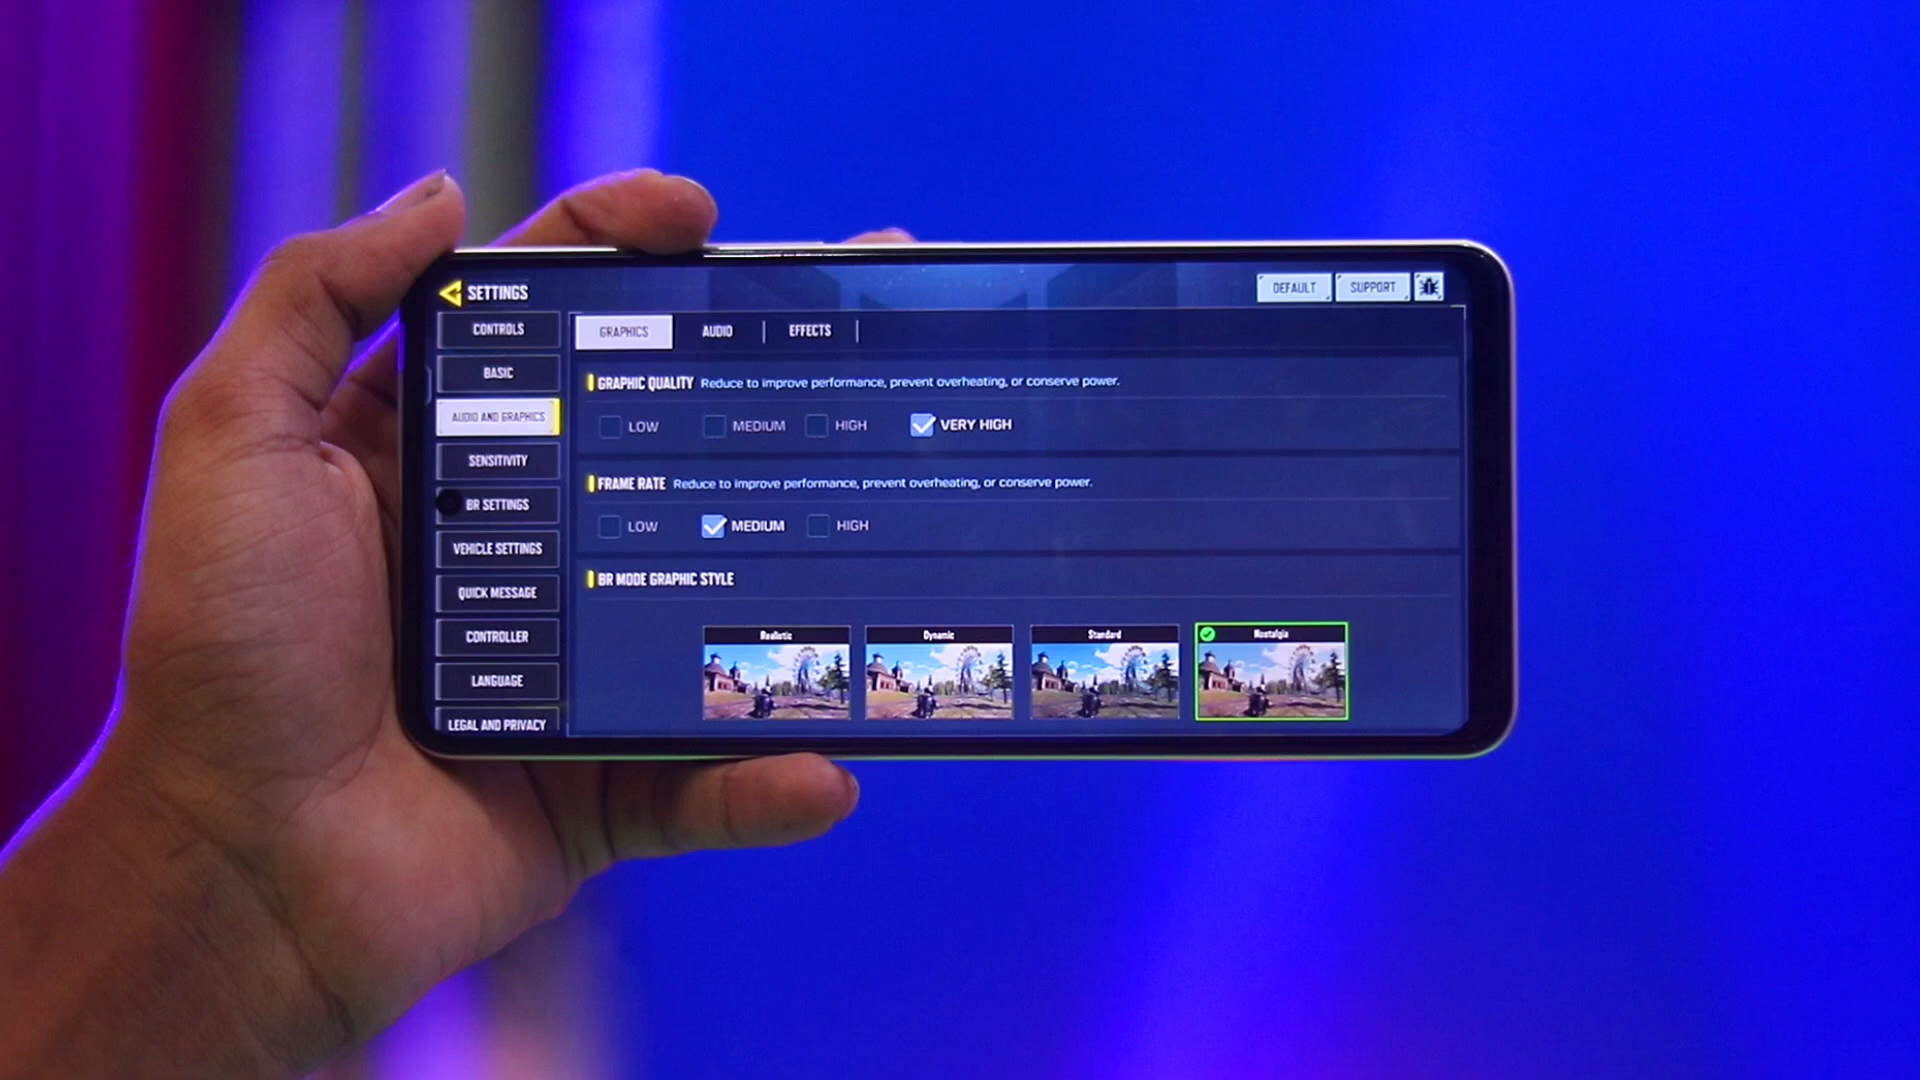 SETTINGS
DEFAULT
SUPPORT
CONTROLS
BASIC
AUDIO AND GRAPHICS
SENSITIVITY
BR SETTINGS
VEHICLE SETTINGS
QUICK MESSAGE
CONTROLLER
LANGUAGE
LEGAL AND PRIVACY
GRAPHICS
AUDIO
EFFECTS
GRAPHIC QUALITY Reduce to improve performance, prevent overheating, or conserve power.
LOW MEDIUM HIGH VERY HIGH
FRAME RATE Reduce to improve performance, prevent overheating, or conserve power.
LOW MEDIUM HIGH
BR MODE GRAPHIC STYLE
Realistic Dynamic Standard Nostalgia